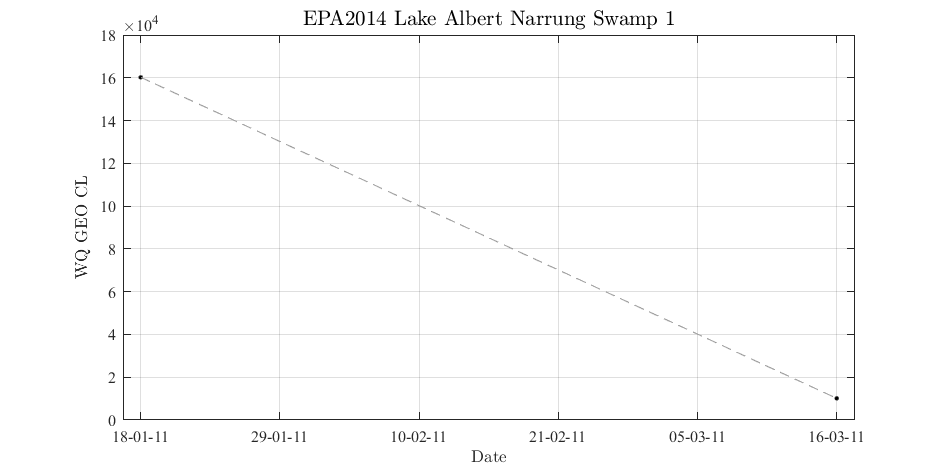 EPA2014 Lake Albert Narrung Swamp 1
×10⁴
18
16
14
12
10
8
6
4
2
0
WQ GEO CL
18-01-11 29-01-11 10-02-11 21-02-11 05-03-11 16-03-11
Date